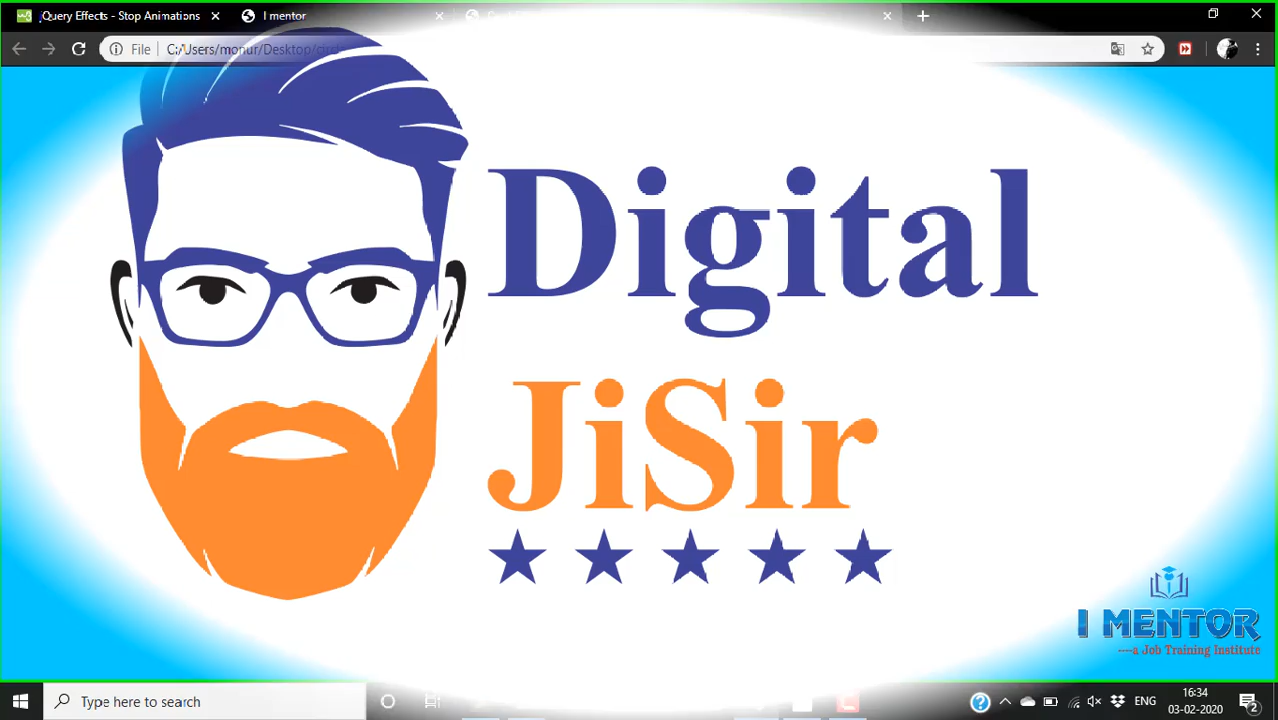 Query Effects - Stop Animations
I mentor
File
C:/Users/monur/Desktop/
Digital
JiSir
I MENTOR
----a Job Training Institute
Type here to search
ENG
16:34
03-02-2020
2